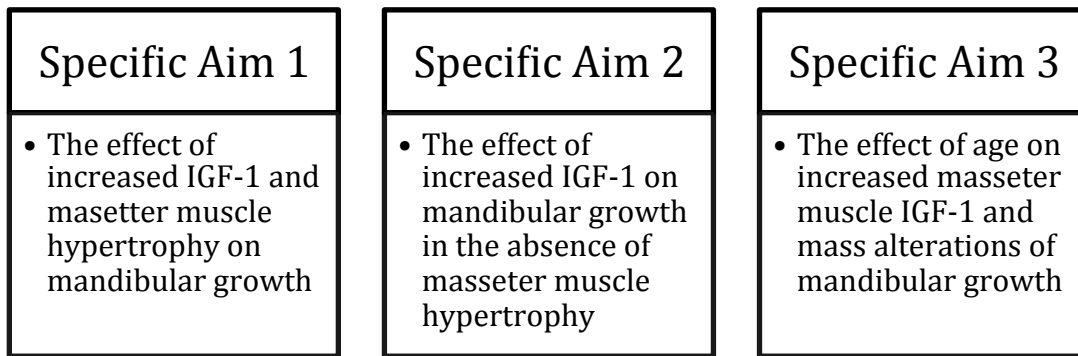 Specific Aim 1
• The effect of
increased IGF-1 and
masetter muscle
hypertrophy on
mandibular growth
Specific Aim 2
• The effect of
increased IGF-1 on
mandibular growth
in the absence of
masseter muscle
hypertrophy
Specific Aim 3
• The effect of age on
increased masseter
muscle IGF-1 and
mass alterations of
mandibular growth